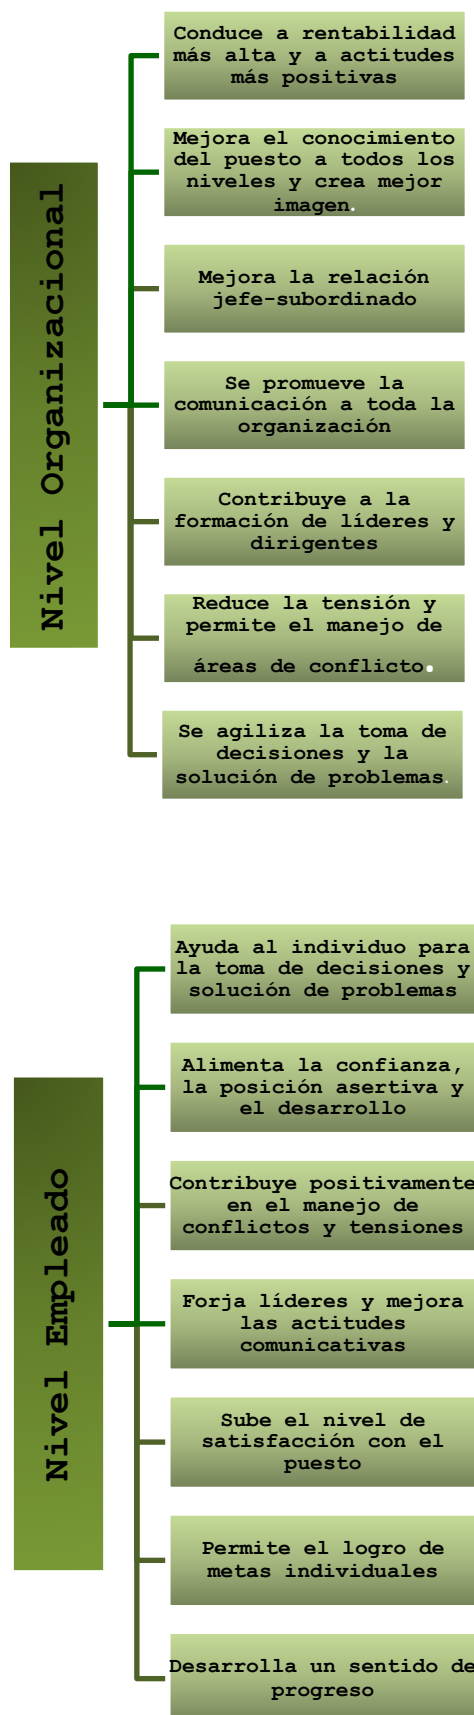 Nivel Organizacional
Conduce a rentabilidad
más alta y a actitudes
más positivas
Mejora el conocimiento
del puesto a todos los
niveles y crea mejor
imagen.
Mejora la relación
jefe-subordinado
Se promueve la
comunicación a toda la
organización
Contribuye a la
formación de líderes y
dirigentes
Reduce la tensión y
permite el manejo de
áreas de conflicto.
Se agiliza la toma de
decisiones y la
solución de problemas.
Nivel Empleado
Ayuda al individuo para
la toma de decisiones y
solución de problemas
Alimenta la confianza,
la posición asertiva y
el desarrollo
Contribuye positivamente
en el manejo de
conflictos y tensiones
Forja líderes y mejora
las actitudes
comunicativas
Sube el nivel de
satisfacción con el
puesto
Permite el logro de
metas individuales
Desarrolla un sentido de
progreso